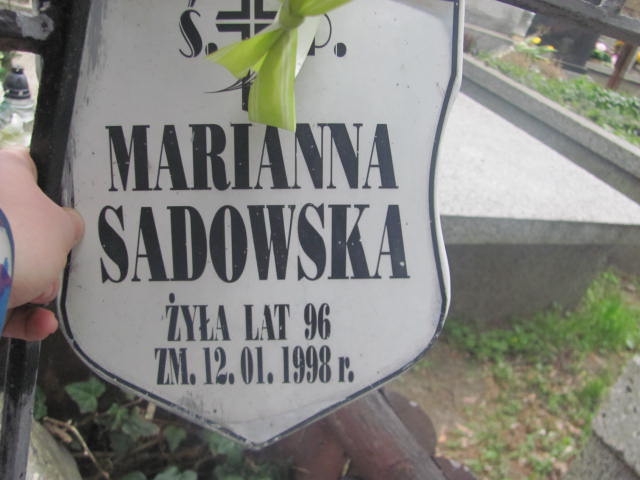 Ś. P.
MARIANNA
SADOWSKA
ŻYŁA LAT 96
ZM. 12.01.1998 r.